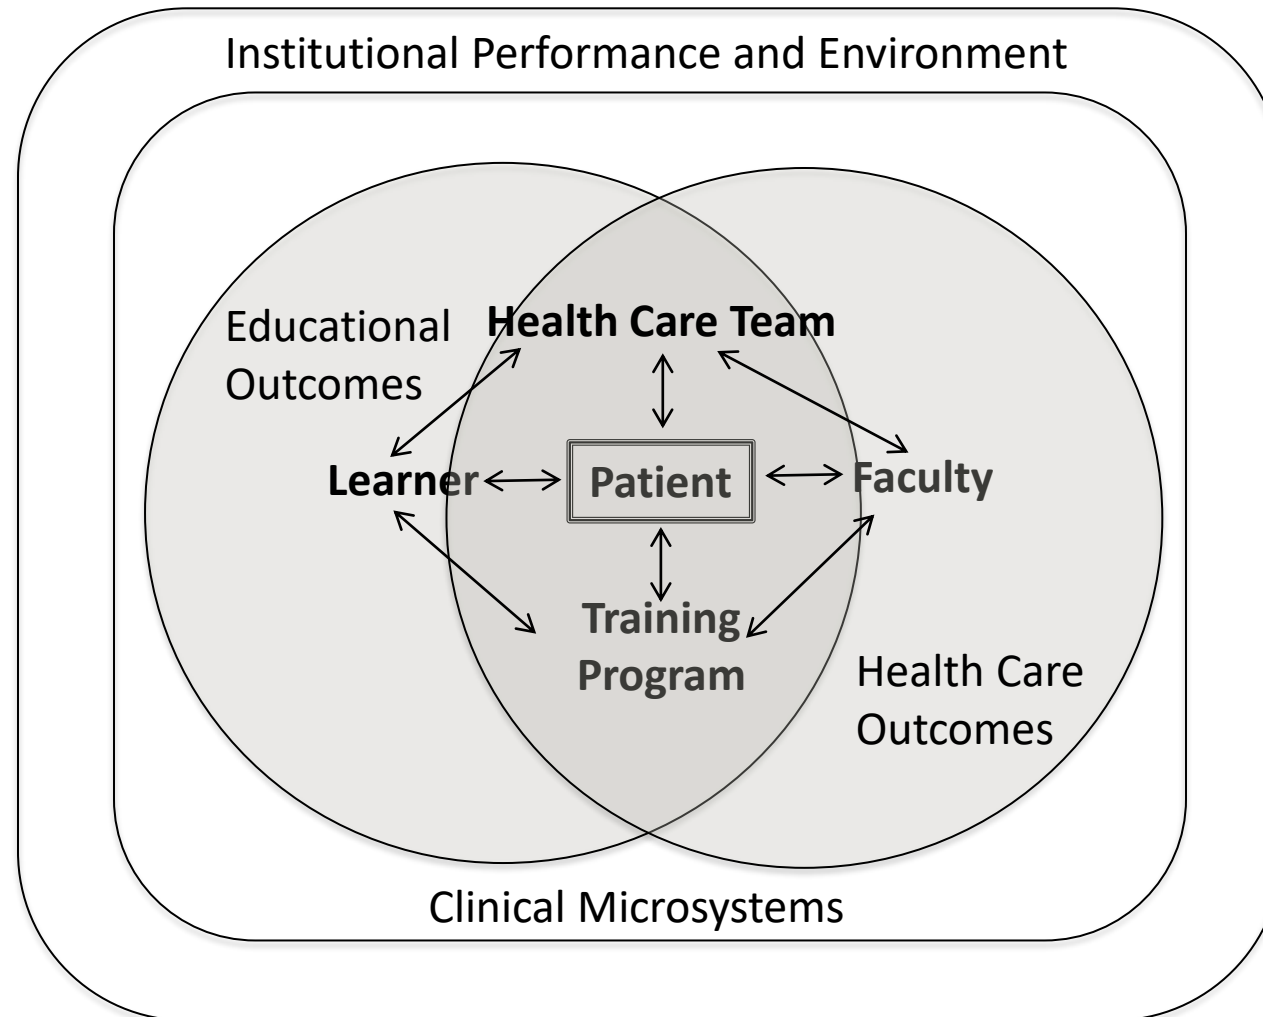 Institutional Performance and Environment
Educational
Outcomes
Health Care Team
Learner
Patient
Faculty
Training
Program
Health Care
Outcomes
Clinical Microsystems